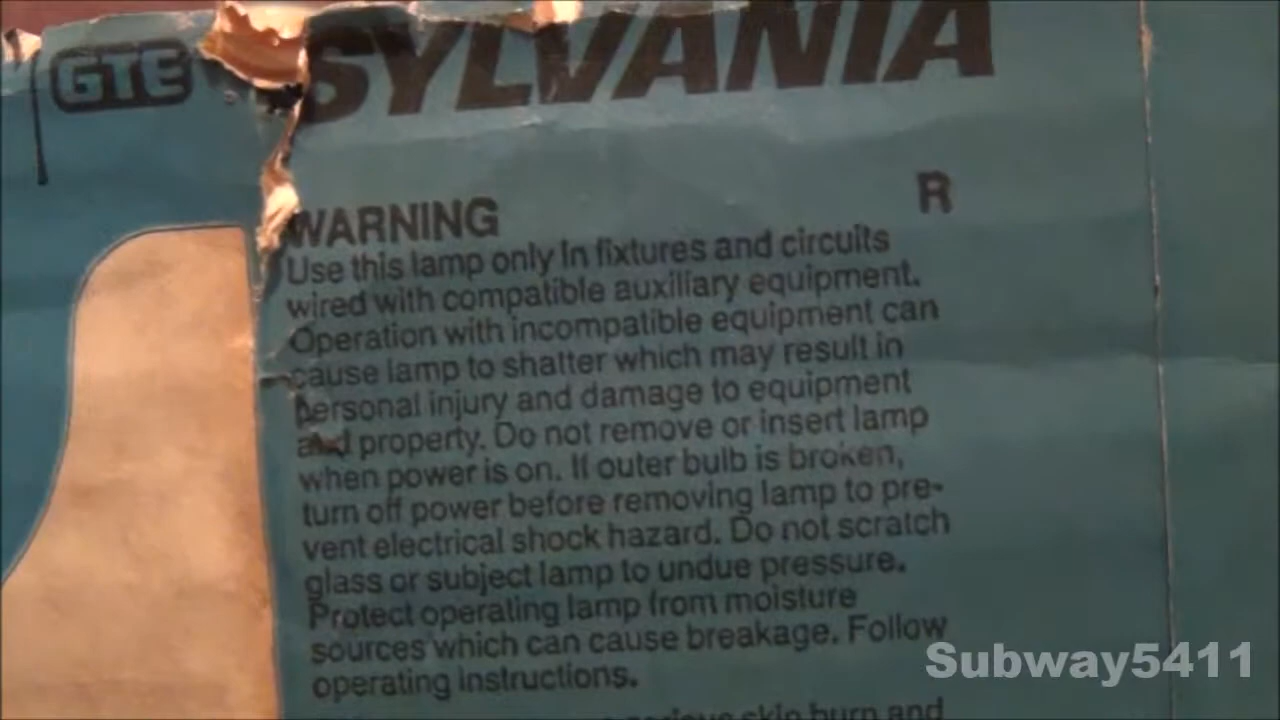 GTE SYLVANIA
WARNING R
Use this lamp only in fixtures and circuits
wired with compatible auxiliary equipment.
Operation with incompatible equipment can
cause lamp to shatter which may result in
personal injury and damage to equipment
and property. Do not remove or insert lamp
when power is on. If outer bulb is broken,
turn off power before removing lamp to pre-
vent electrical shock hazard. Do not scratch
glass or subject lamp to undue pressure.
Protect operating lamp from moisture
sources which can cause breakage. Follow
operating instructions.
serious skin burn and
Subway5411